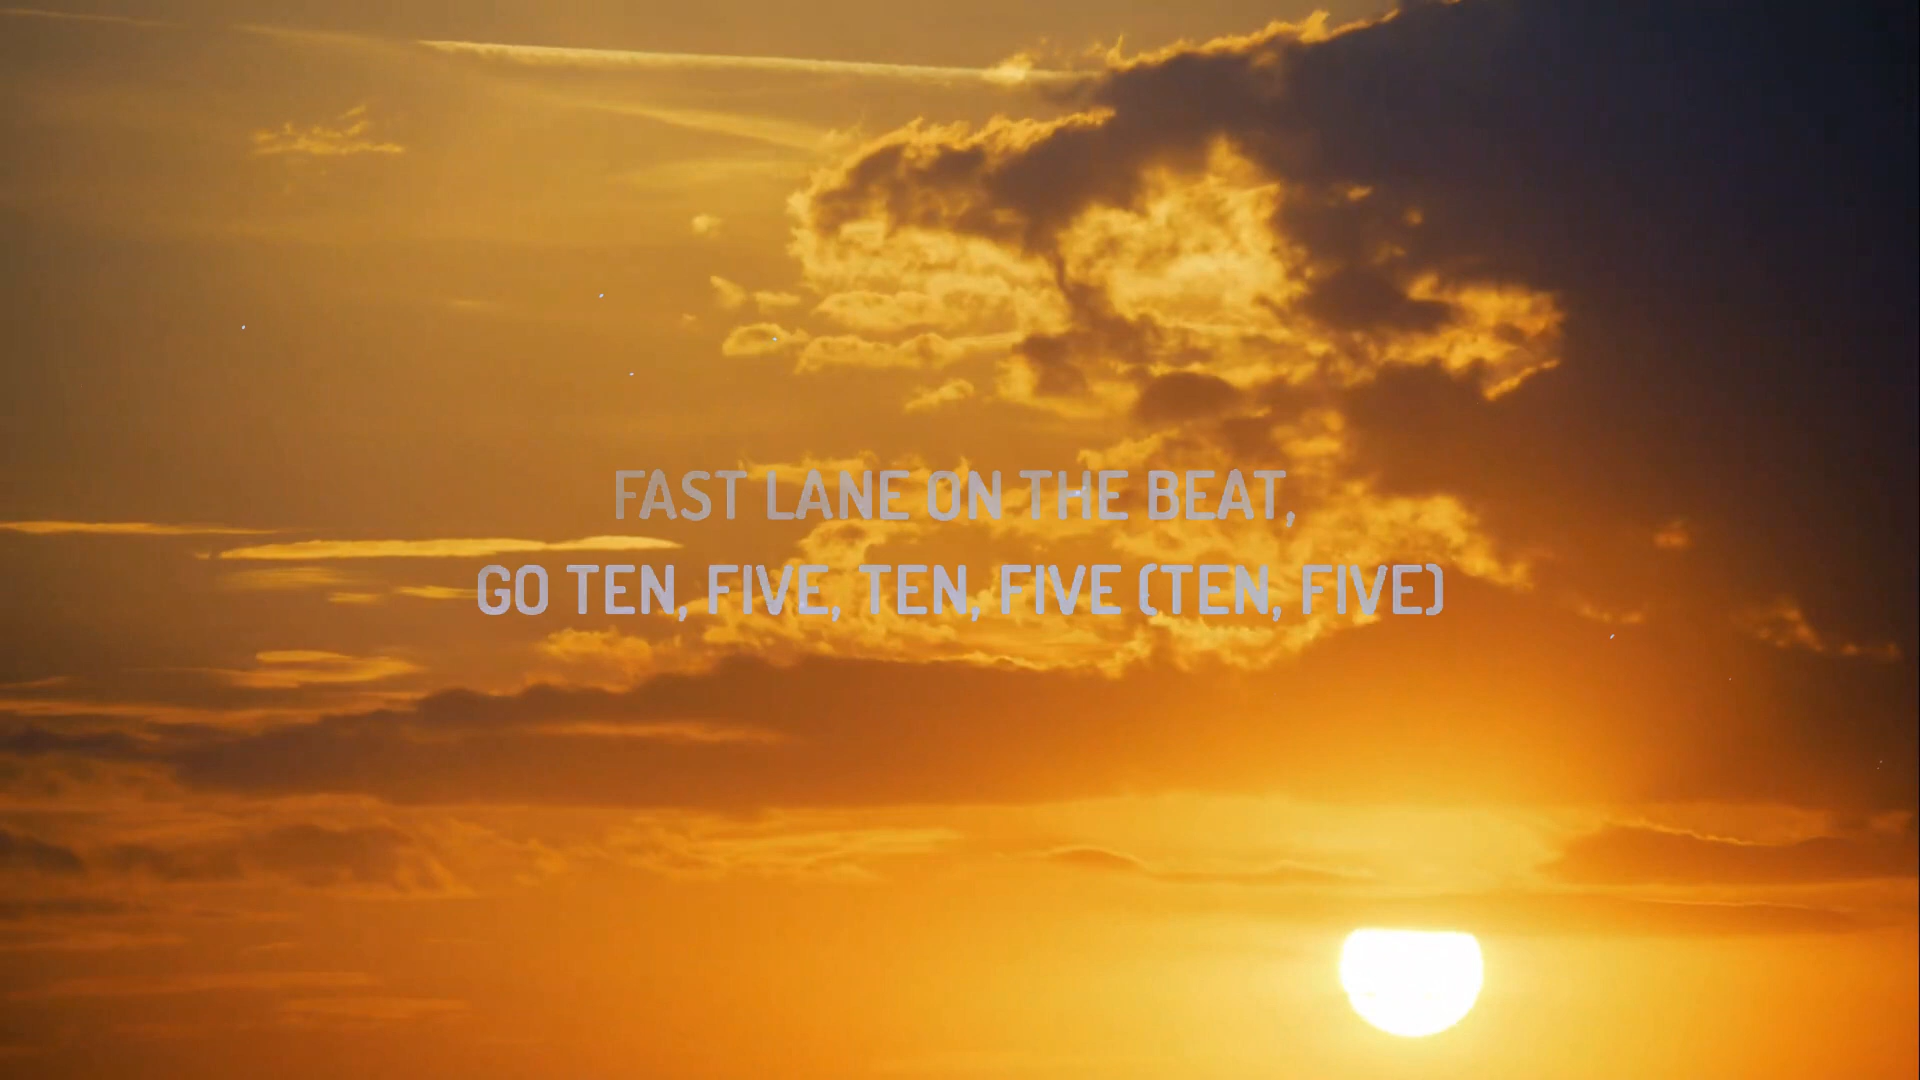 FAST LANE ON THE BEAT,
GO TEN, FIVE, TEN, FIVE (TEN, FIVE)